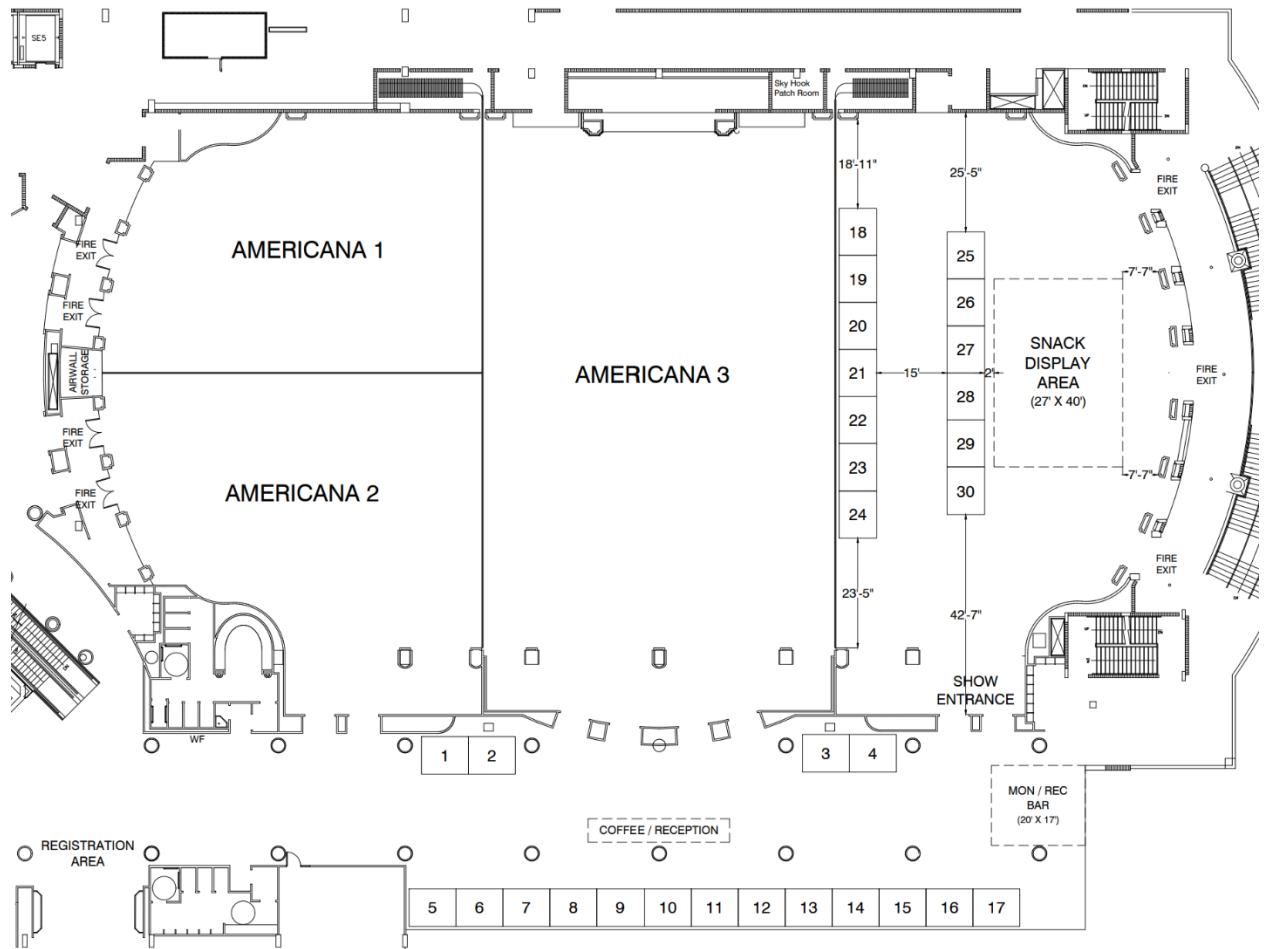 SE5
Sky Hook
Patch Room
18'-11"
25'-5"
FIRE
EXIT
AMERICANA 1
FIRE
EXIT
18
19
20
21
22
23
24
25
26
27
28
29
30
7'-7"
FIRE
EXIT
SNACK
DISPLAY
AREA
(27' X 40')
AIRWALL
STORAGE
AMERICANA 3
15'
2'
FIRE
EXIT
FIRE
EXIT
7'-7"
AMERICANA 2
FIRE
EXIT
FIRE
EXIT
23'-5"
42'-7"
SHOW
ENTRANCE
WF
1
2
3
4
MON / REC
BAR
(20' X 17')
COFFEE / RECEPTION
REGISTRATION
AREA
5
6
7
8
9
10
11
12
13
14
15
16
17